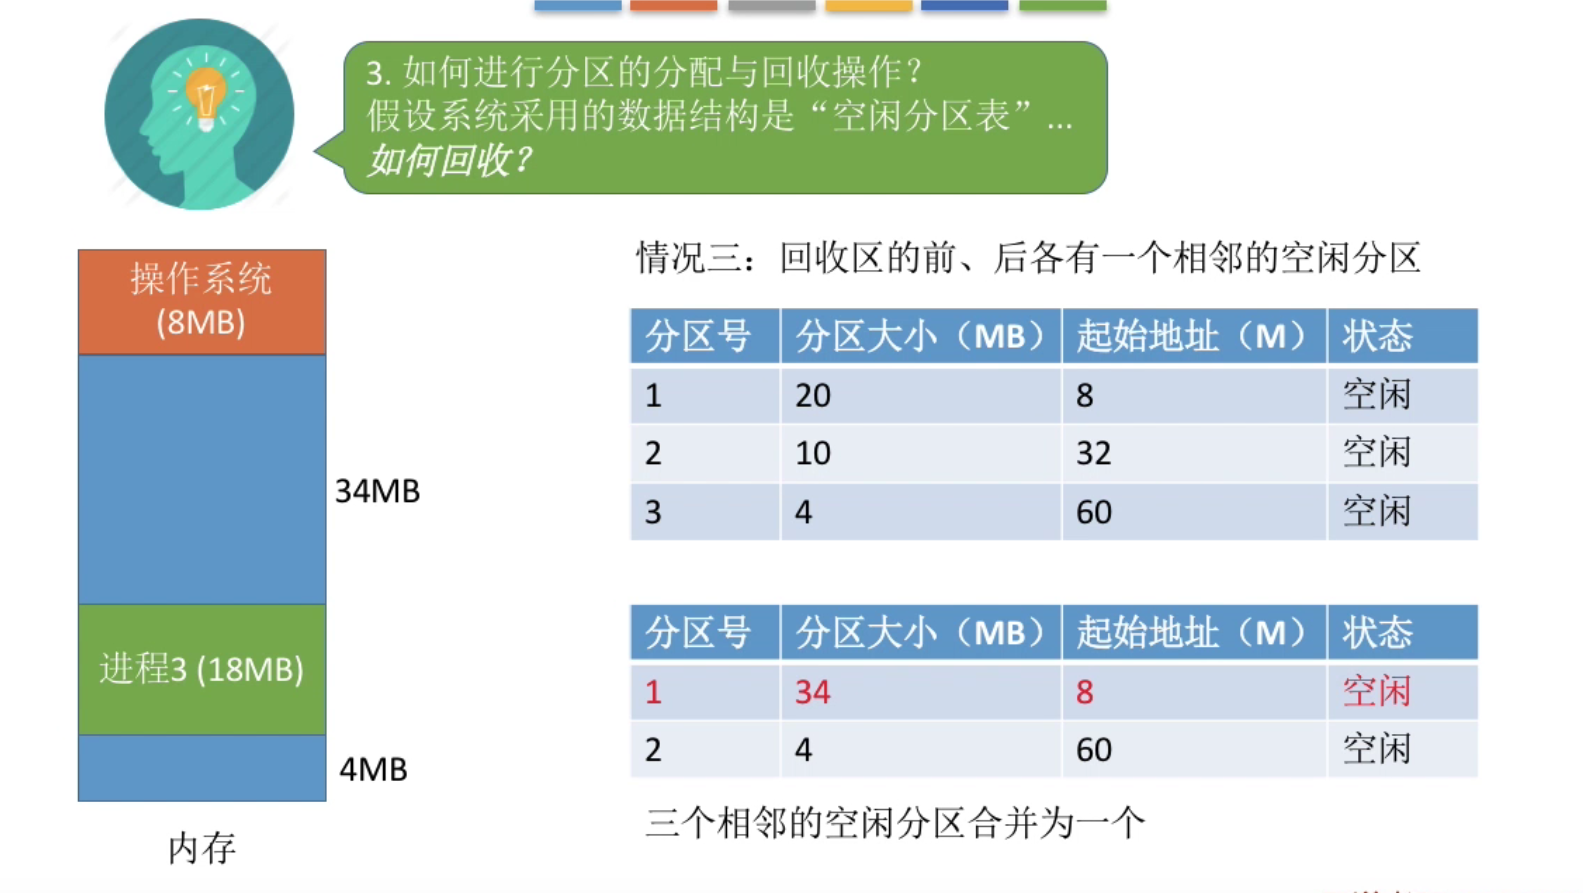 3. 如何进行分区的分配与回收操作？
假设系统采用的数据结构是“空闲分区表”...
如何回收？
操作系统
(8MB)
34MB
进程3 (18MB)
4MB
内存
情况三：回收区的前、后各有一个相邻的空闲分区
分区号 分区大小（MB） 起始地址（M） 状态
1 20 8 空闲
2 10 32 空闲
3 4 60 空闲
分区号 分区大小（MB） 起始地址（M） 状态
1 34 8 空闲
2 4 60 空闲
三个相邻的空闲分区合并为一个